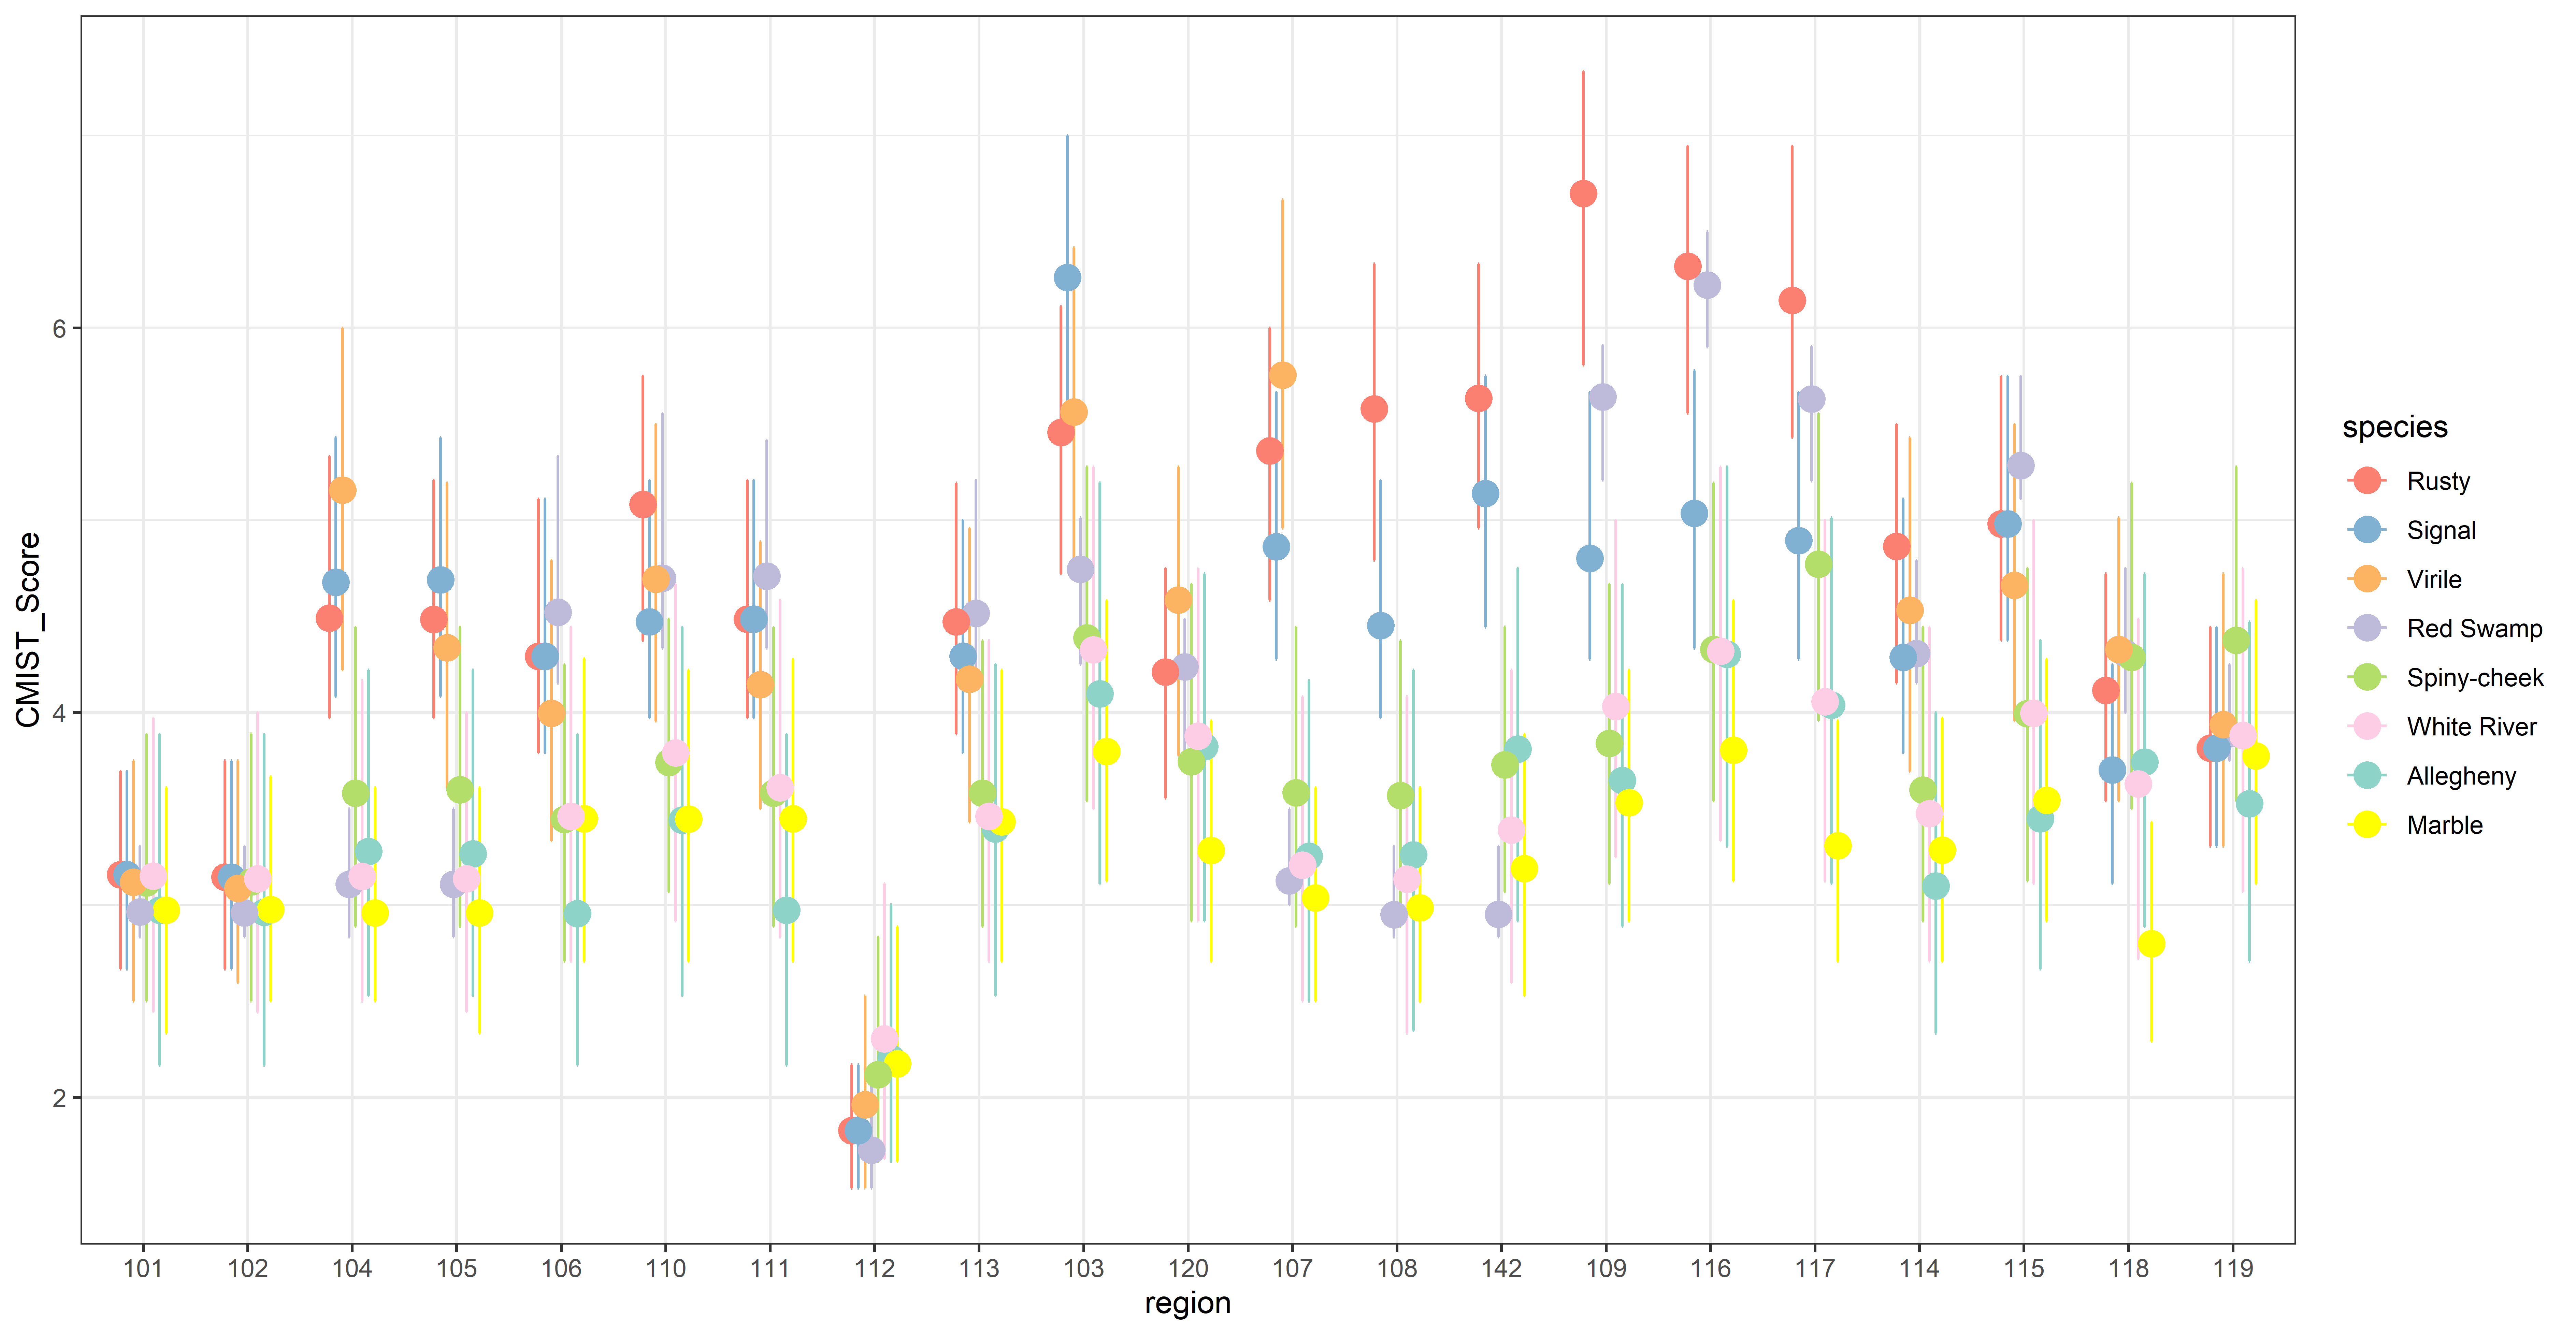 CMIST_Score
6
4
2
101 102 104 105 106 110 111 112 113 103 120 107 108 142 109 116 117 114 115 118 119
region
species
Rusty
Signal
Virile
Red Swamp
Spiny-cheek
White River
Allegheny
Marble